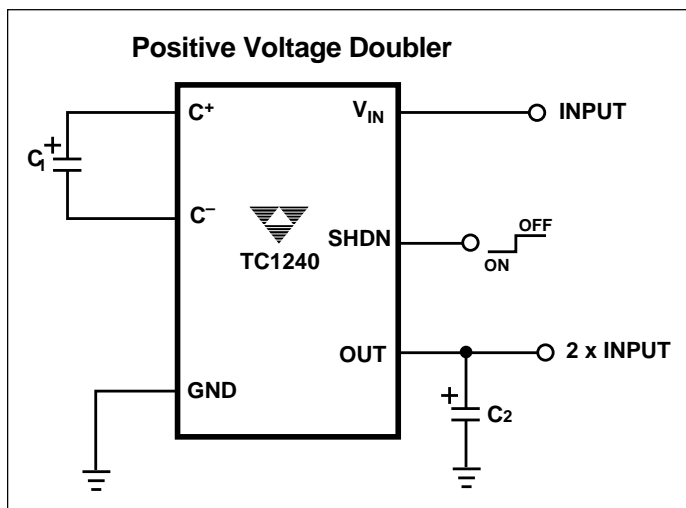 Positive Voltage Doubler
C+
VIN
INPUT
+
C1
C–
SHDN
OFF
ON
TC1240
OUT
2 x INPUT
GND
+
C2